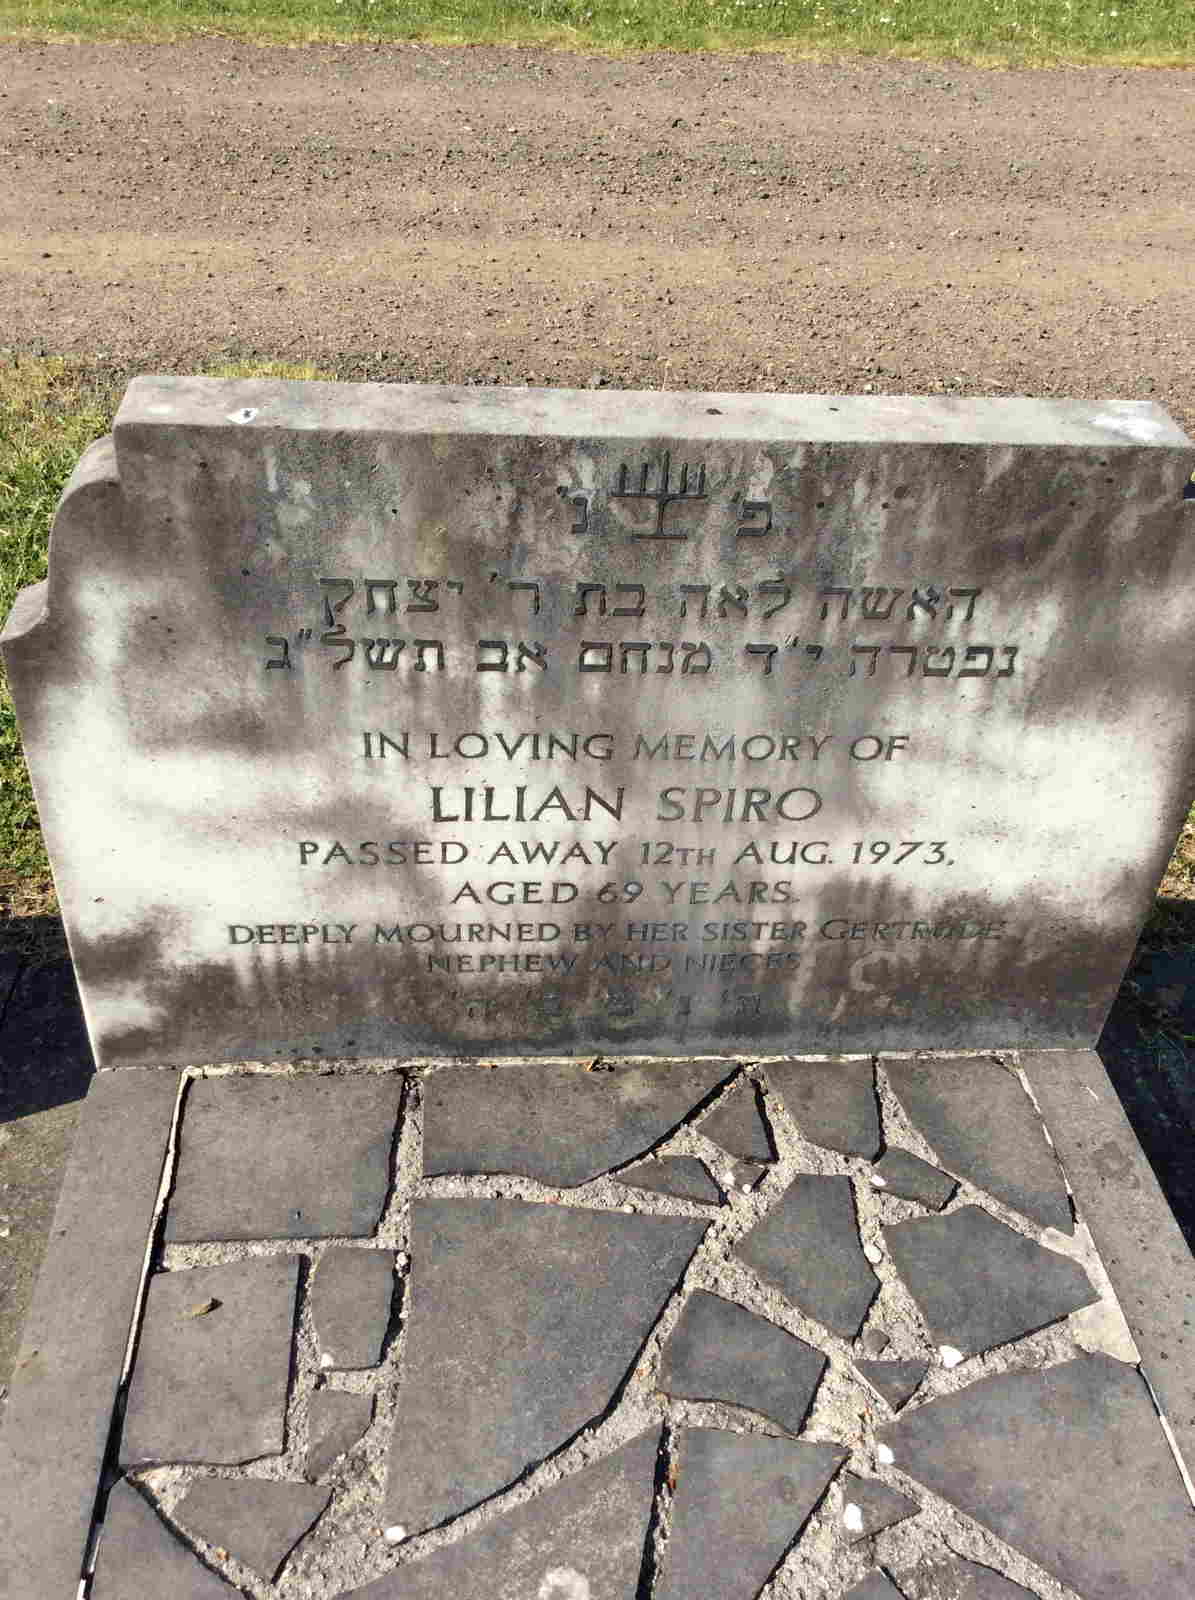 פ' נ'
האשה לאה בת ר' יצחק
נפטרה י"ד מנחם אב תשל"ג
IN LOVING MEMORY OF
LILIAN SPIRO
PASSED AWAY 12TH AUG. 1973.
AGED 69 YEARS.
DEEPLY MOURNED BY HER SISTER GERTRUDE
NEPHEW AND NIECES
ת' נ' צ' ב' ה'